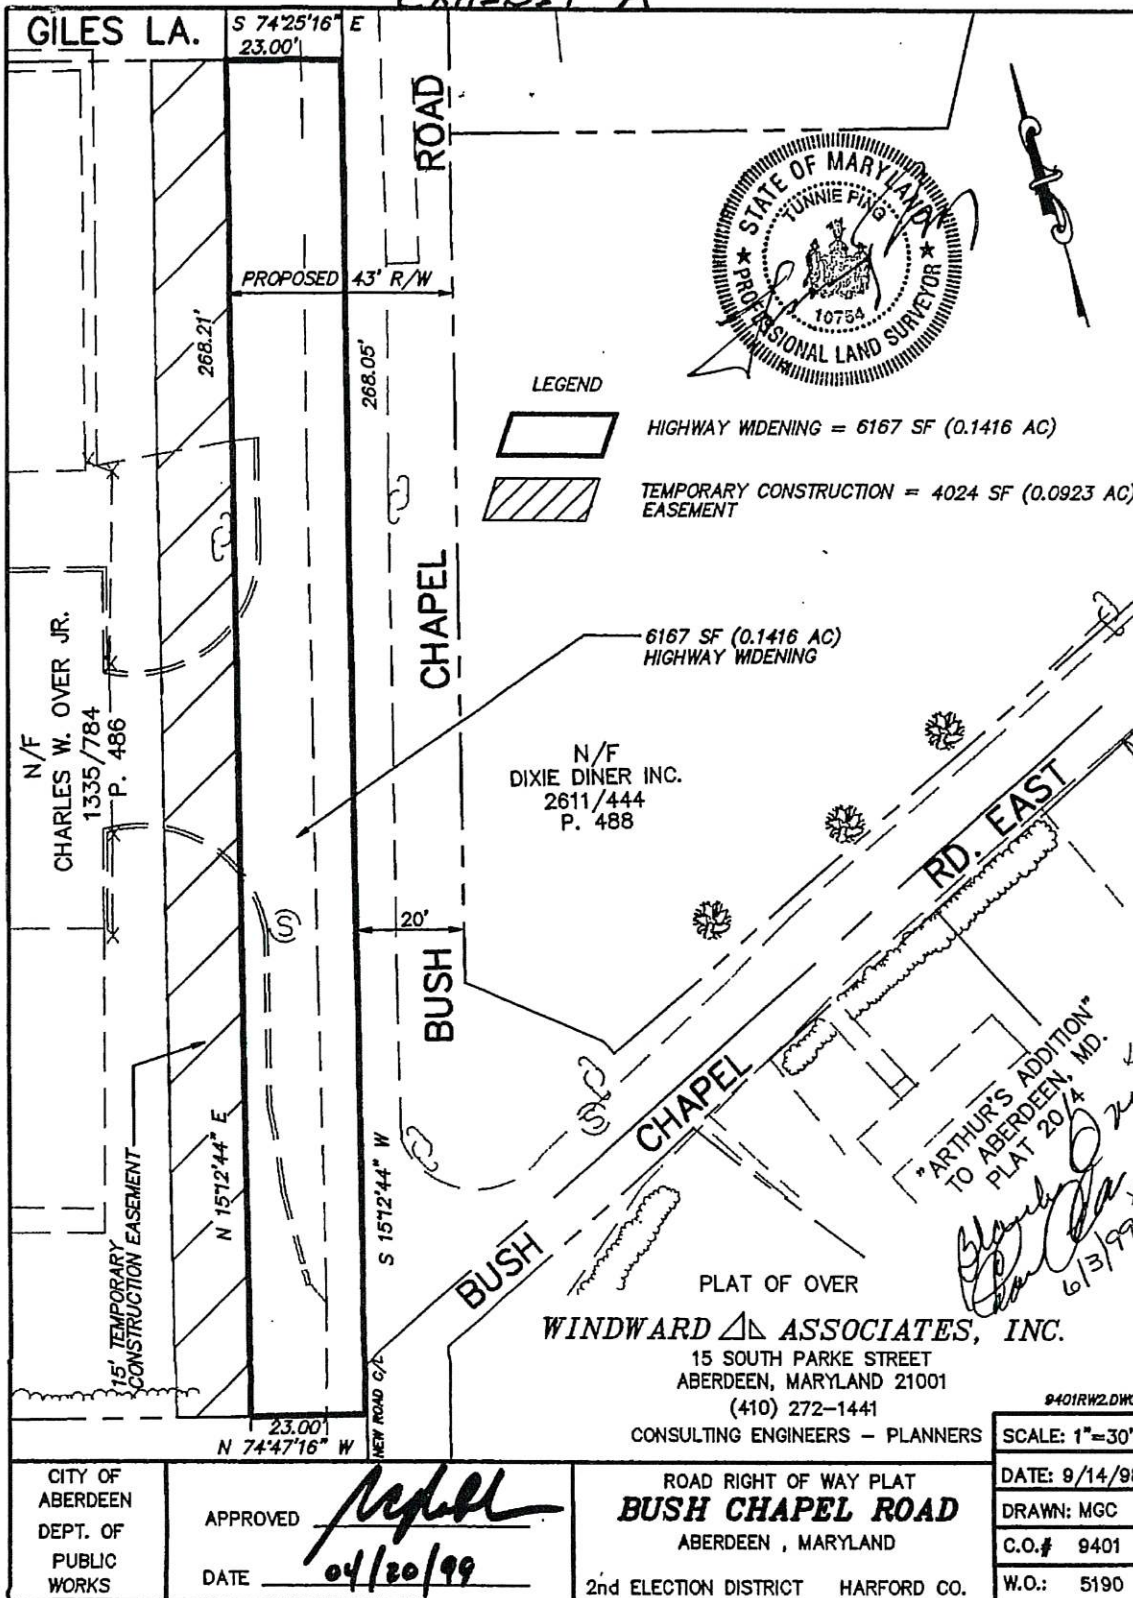 EXHIBIT A
GILES LA.
S 74°25'16" E
23.00'
ROAD
STATE OF MARYLAND
TUNNIE PING
10754
★ PROFESSIONAL LAND SURVEYOR ★
PROPOSED 43' R/W
268.21'
268.05'
LEGEND
HIGHWAY WIDENING = 6167 SF (0.1416 AC)
TEMPORARY CONSTRUCTION = 4024 SF (0.0923 AC)
EASEMENT
CHAPEL
6167 SF (0.1416 AC)
HIGHWAY WIDENING
N/F
CHARLES W. OVER JR.
1335/784
P. 486
N/F
DIXIE DINER INC.
2611/444
P. 488
RD. EAST
20'
(S)
BUSH
CHAPEL
(S)
"ARTHUR'S ADDITION"
TO ABERDEEN, MD.
PLAT 20/4
N 15°12'44" E
S 15°12'44" W
15' TEMPORARY
CONSTRUCTION EASEMENT
BUSH
6/3/99
PLAT OF OVER
WINDWARD ASSOCIATES, INC.
15 SOUTH PARKE STREET
ABERDEEN, MARYLAND 21001
(410) 272-1441
CONSULTING ENGINEERS - PLANNERS
9401RW2.DWG
23.00'
N 74°47'16" W
NEW ROAD C/L
SCALE: 1"=30'
DATE: 9/14/98
DRAWN: MGC
C.O.# 9401
W.O.: 5190
CITY OF
ABERDEEN
DEPT. OF
PUBLIC
WORKS
APPROVED
DATE 04/20/99
ROAD RIGHT OF WAY PLAT
BUSH CHAPEL ROAD
ABERDEEN , MARYLAND
2nd ELECTION DISTRICT HARFORD CO.